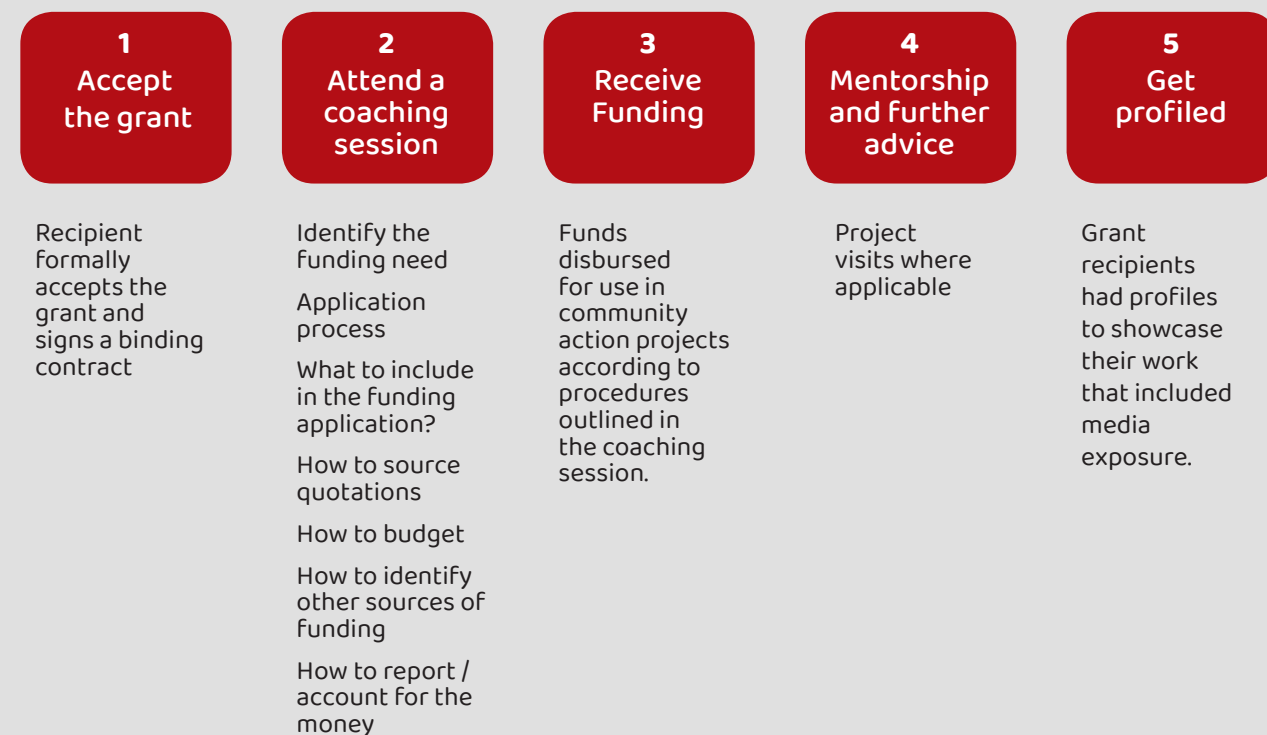 1
Accept
the grant
Recipient
formally
accepts the
grant and
signs a binding
contract
2
Attend a
coaching
session
Identify the
funding need
Application
process
What to include
in the funding
application?
How to source
quotations
How to budget
How to identify
other sources of
funding
How to report /
account for the
money
3
Receive
Funding
Funds
disbursed
for use in
community
action projects
according to
procedures
outlined in
the coaching
session.
4
Mentorship
and further
advice
Project
visits where
applicable
5
Get
profiled
Grant
recipients
had profiles
to showcase
their work
that included
media
exposure.